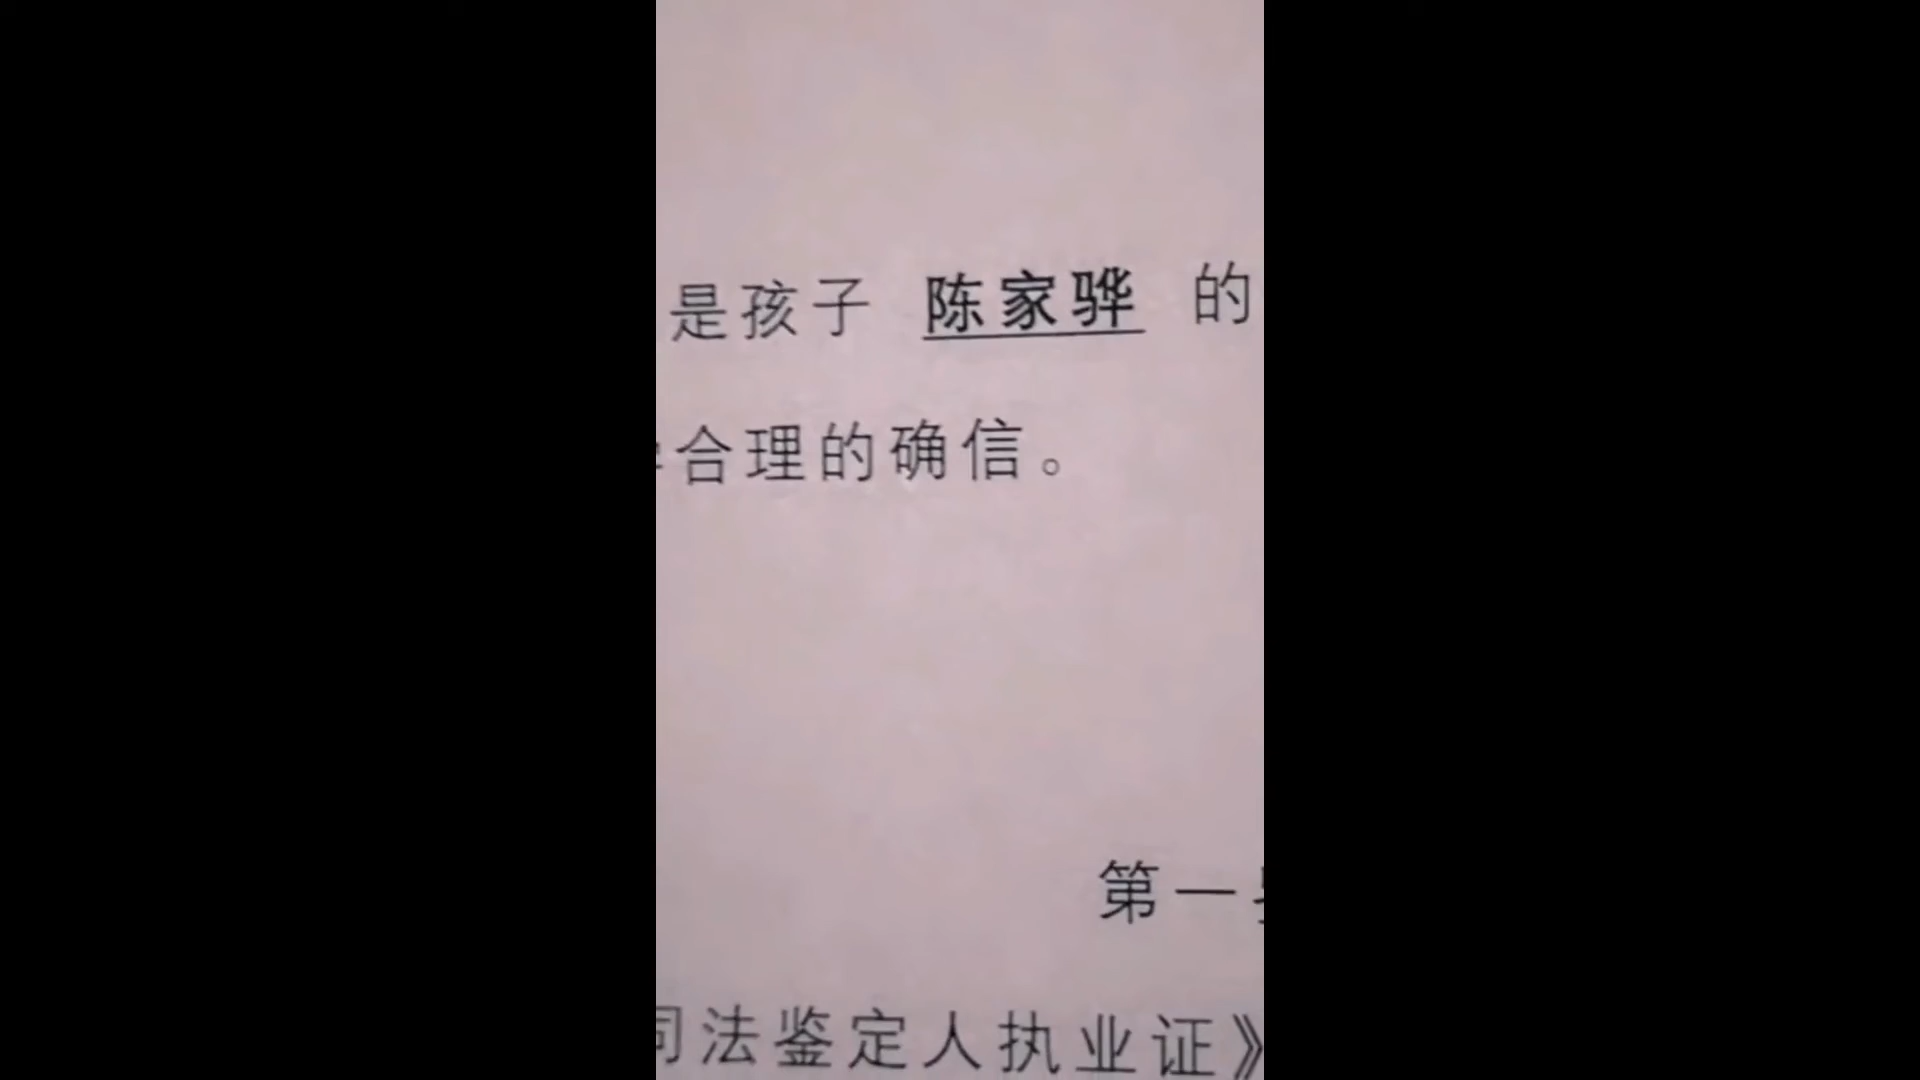 是孩子 陈家骅 的
合理的确信。
第一
司法鉴定人执业证》